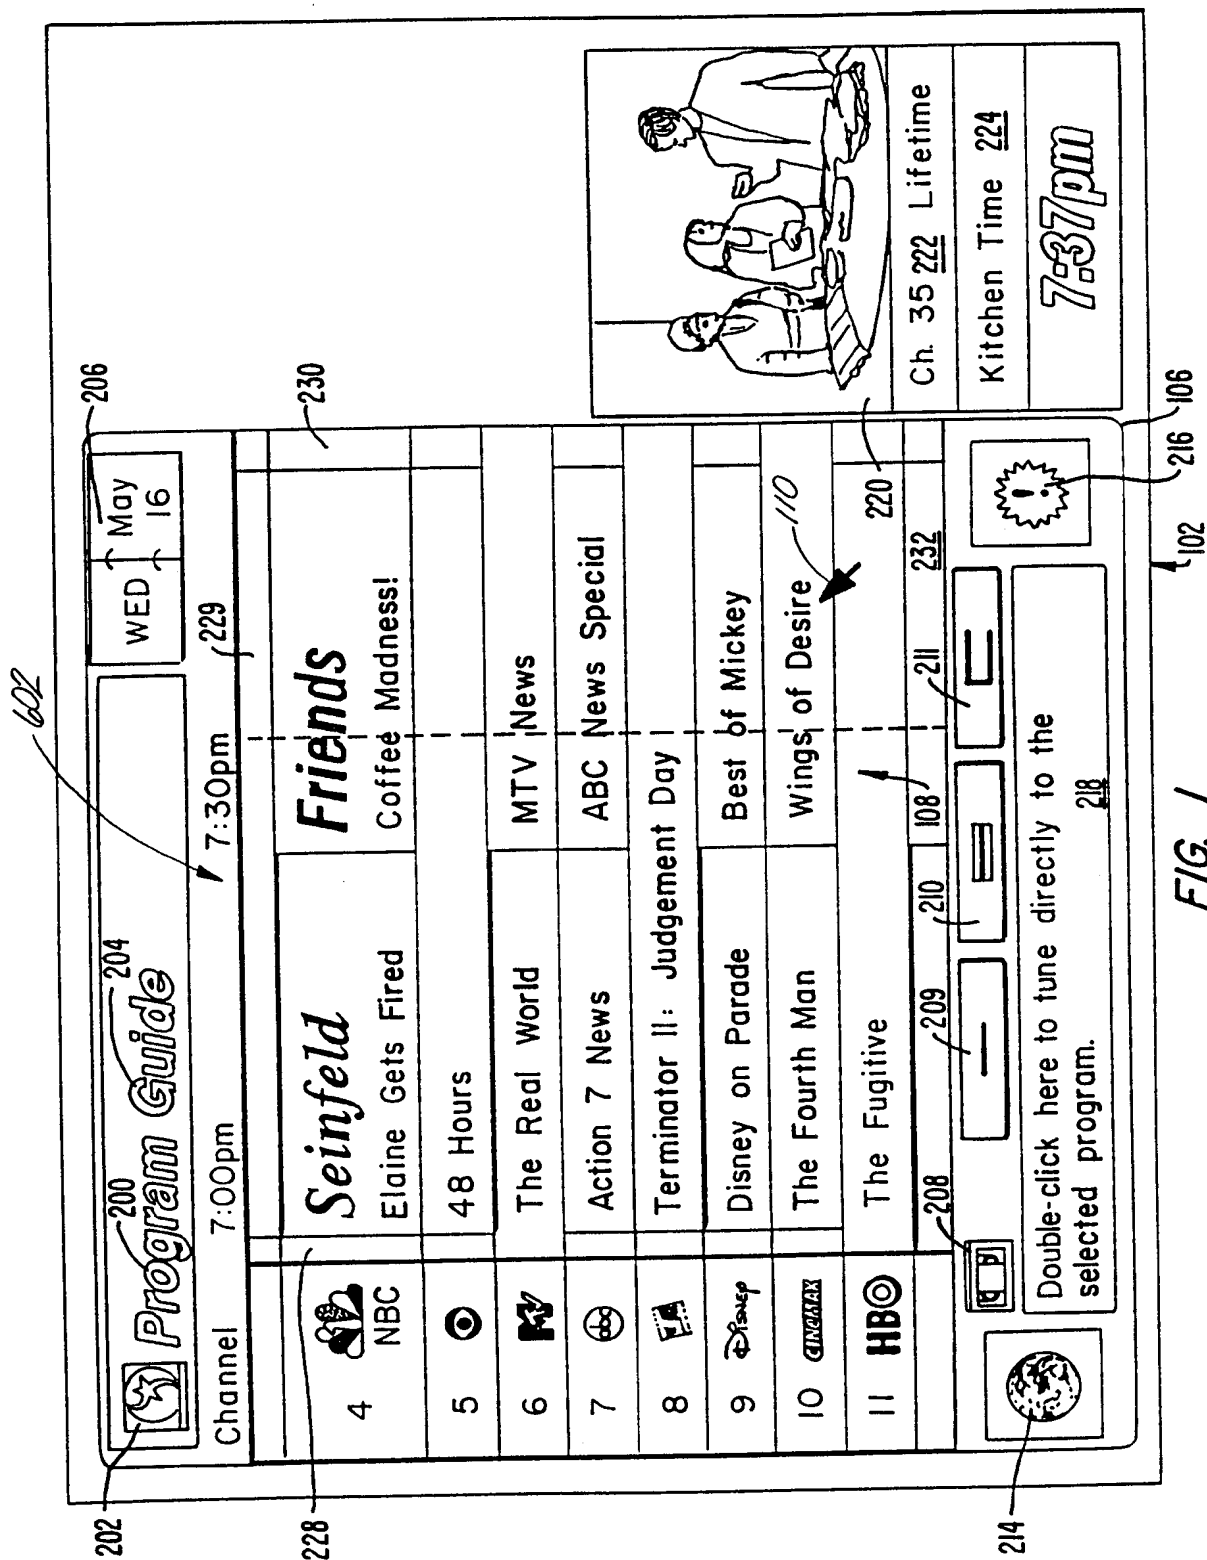 602
202
200
204
206
Program Guide
WED
May
16
Channel
7:00pm
7:30pm
229
228
230
4
NBC
Seinfeld
Elaine Gets Fired
Friends
Coffee Madness!
5
48 Hours
6
MTV
The Real World
MTV News
7
abc
Action 7 News
ABC News Special
8
Terminator II: Judgement Day
9
Disney
Disney on Parade
Best of Mickey
10
CINEMAX
The Fourth Man
Wings of Desire
110
11
HBO
The Fugitive
108
220
232
208
209
210
211
214
216
Double-click here to tune directly to the
selected program.
218
Ch. 35 222 Lifetime
Kitchen Time 224
7:37pm
106
102
FIG. 1